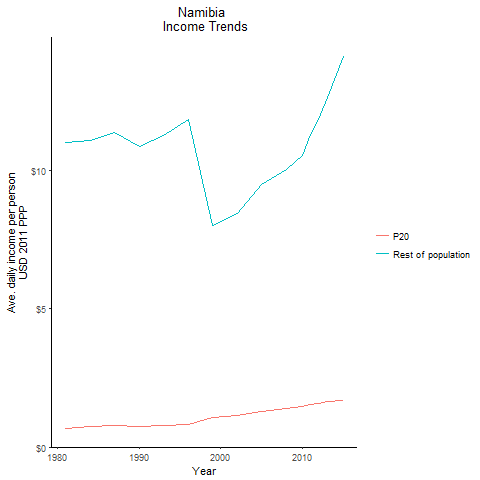 Namibia
Income Trends
Ave. daily income per person
USD 2011 PPP
$10
$5
$0
1980
1990
2000
2010
Year
P20
Rest of population